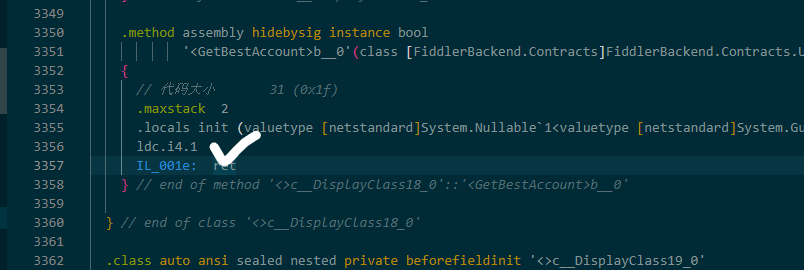 3349
3350 .method assembly hidebysig instance bool
3351 '<GetBestAccount>b__0'(class [FiddlerBackend.Contracts]FiddlerBackend.Contracts.U
3352 {
3353 // 代码大小 31 (0x1f)
3354 .maxstack 2
3355 .locals init (valuetype [netstandard]System.Nullable`1<valuetype [netstandard]System.Gu
3356 ldc.i4.1
3357 IL_001e: ret
3358 } // end of method '<>c__DisplayClass18_0'::'<GetBestAccount>b__0'
3359
3360 } // end of class '<>c__DisplayClass18_0'
3361
3362 .class auto ansi sealed nested private beforefieldinit '<>c__DisplayClass19_0'